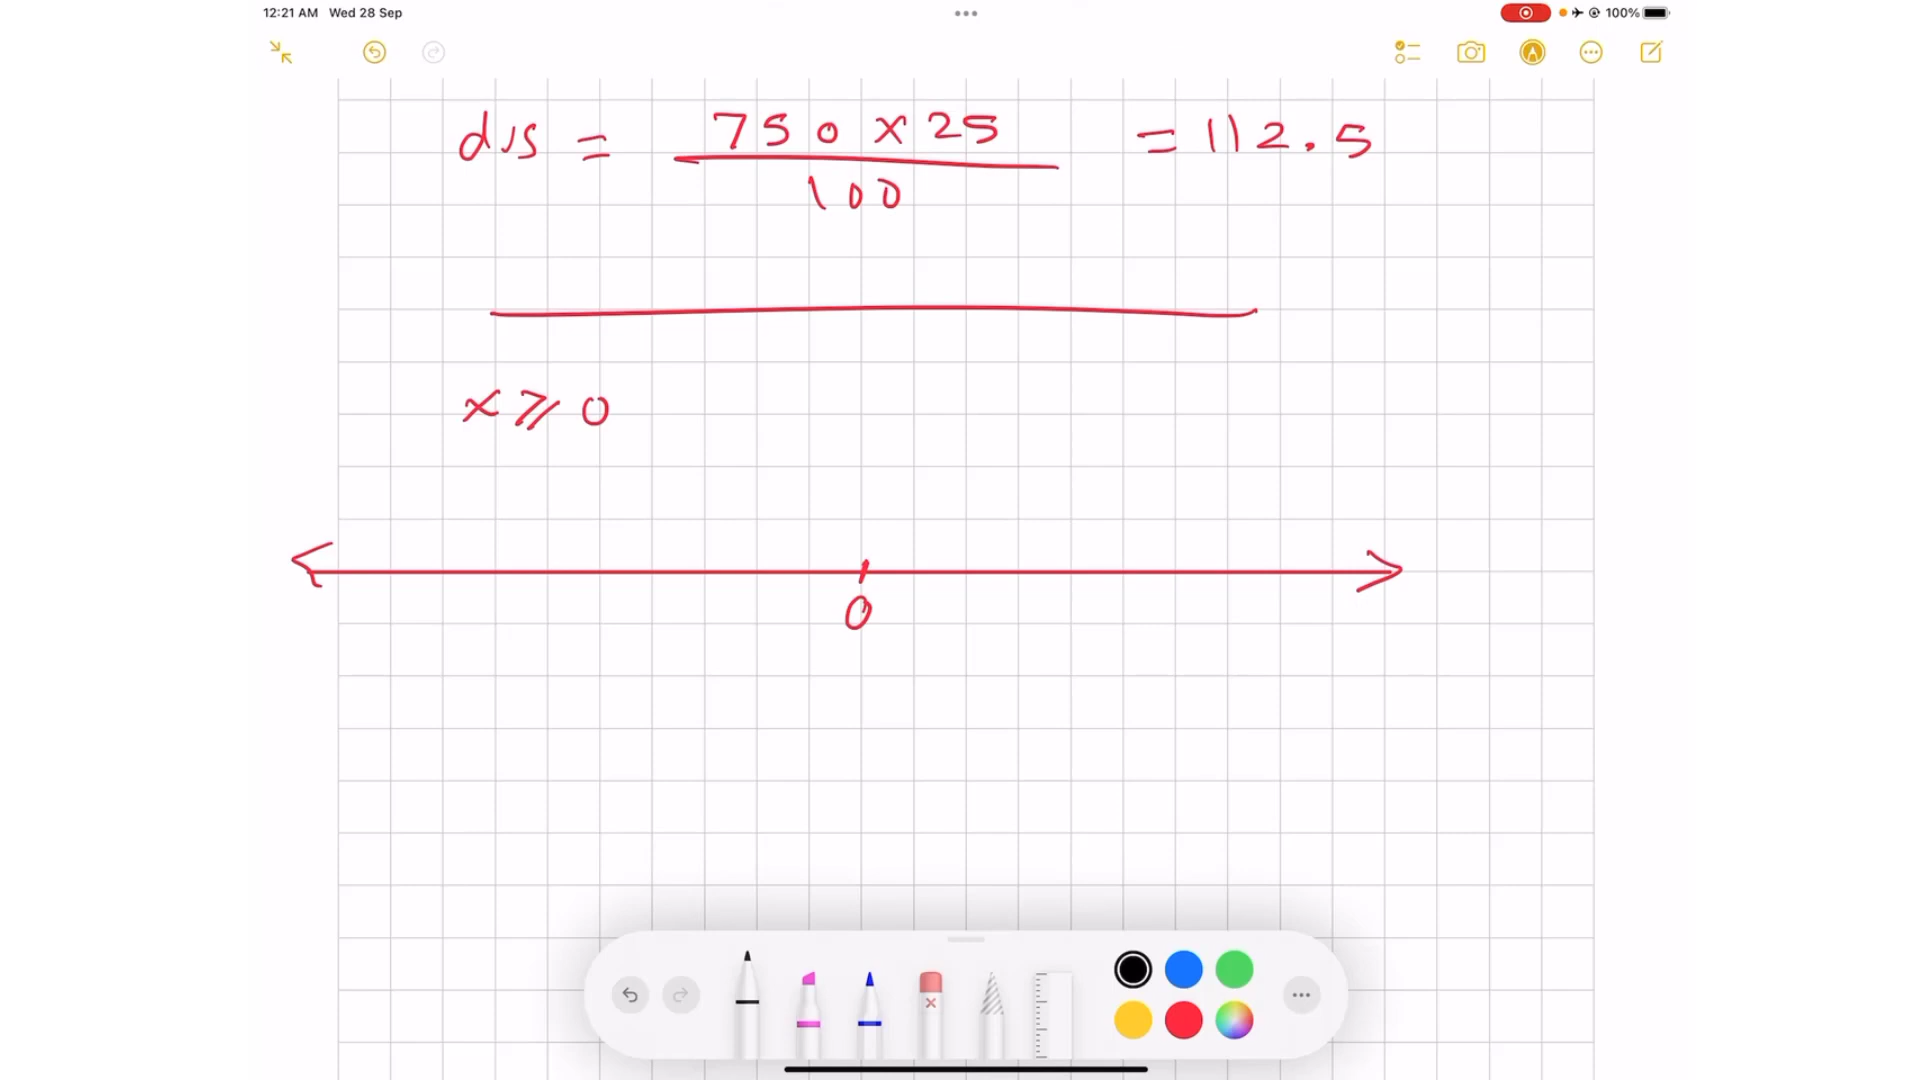 12:21 AM Wed 28 Sep 100%
dis = 750 x 25 = 112.5
100
x ⩾ 0
0